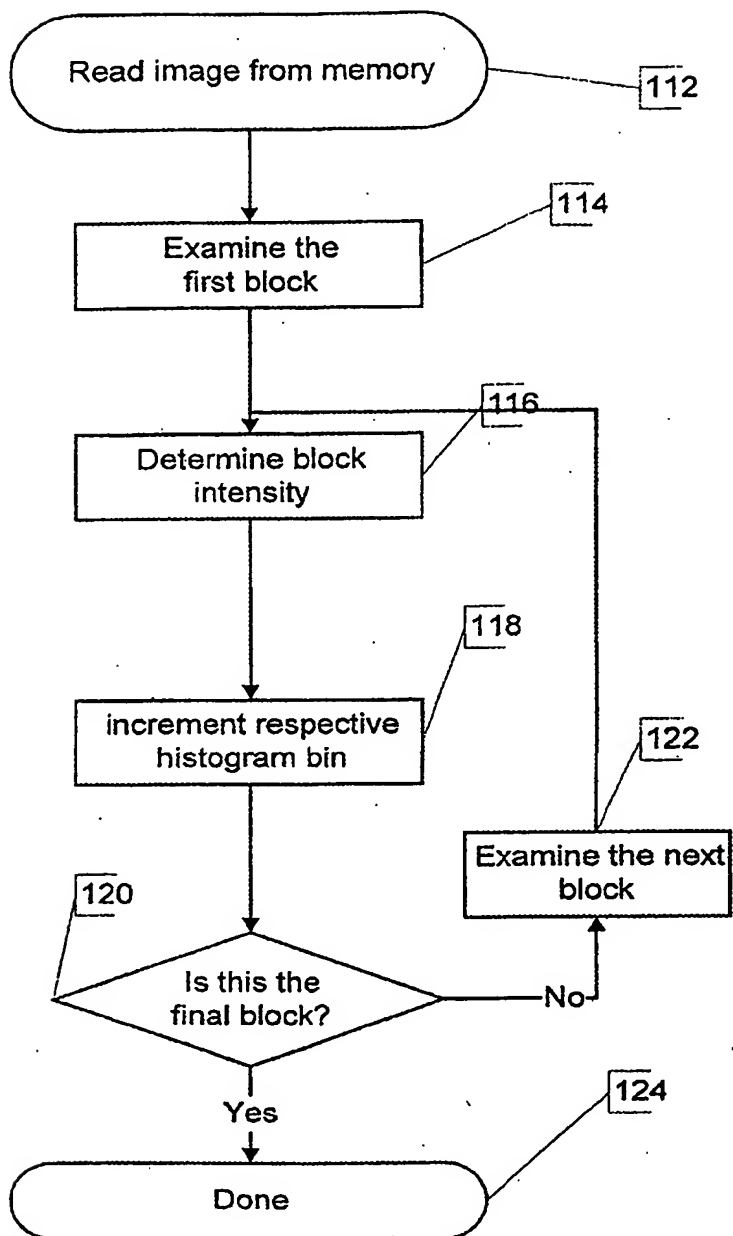 Read image from memory
112
114
Examine the
first block
116
Determine block
intensity
118
increment respective
histogram bin
122
Examine the next
block
120
Is this the
final block?
No
Yes
124
Done